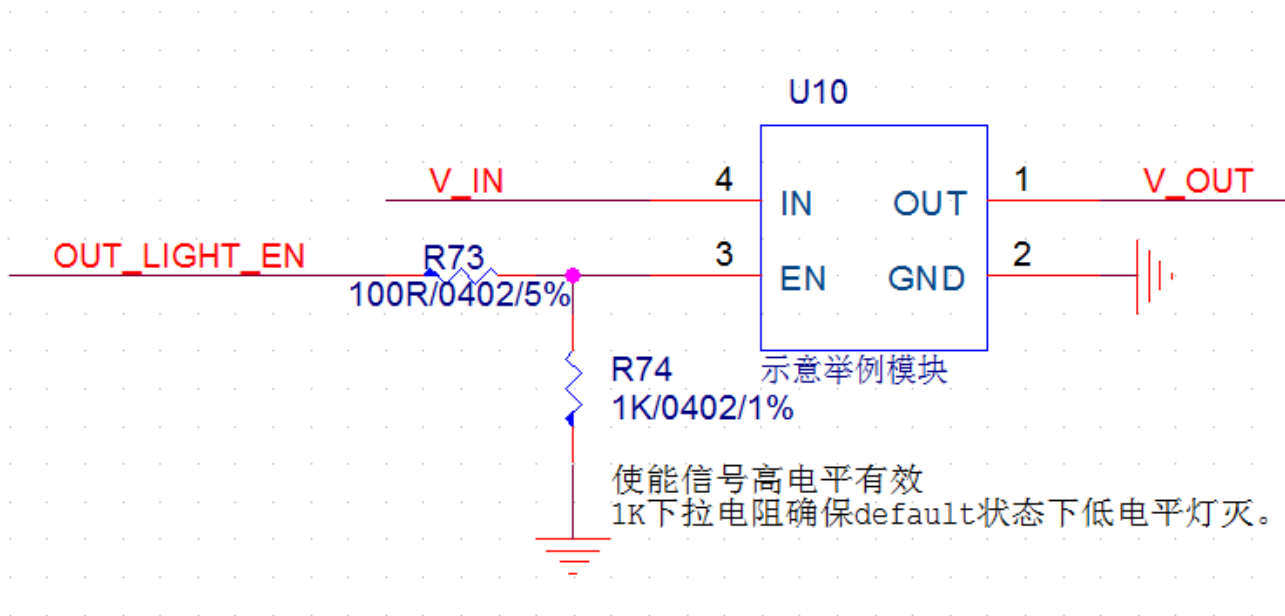 U10
V_IN 4 IN OUT 1 V_OUT
OUT_LIGHT_EN R73 3 EN GND 2
100R/0402/5%
示意举例模块
R74
1K/0402/1%
使能信号高电平有效
1K下拉电阻确保default状态下低电平灯灭。